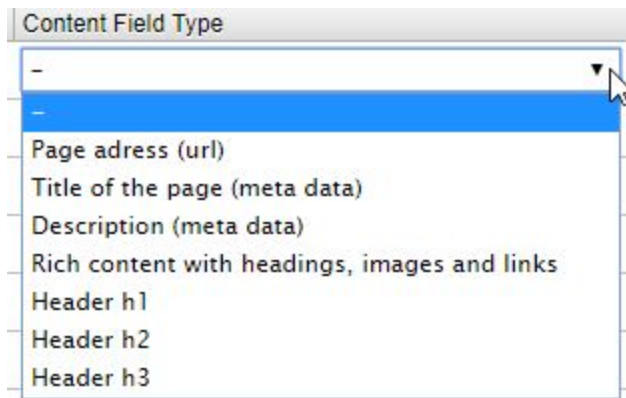 Content Field Type
–
–
Page adress (url)
Title of the page (meta data)
Description (meta data)
Rich content with headings, images and links
Header h1
Header h2
Header h3